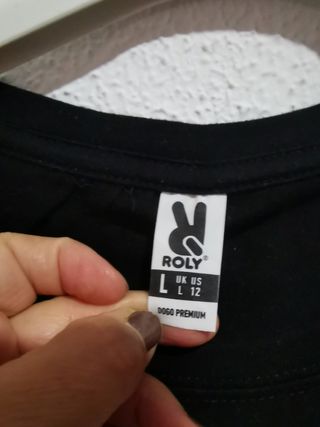 ROLY®
L UK US
L 12
DOGO PREMIUM